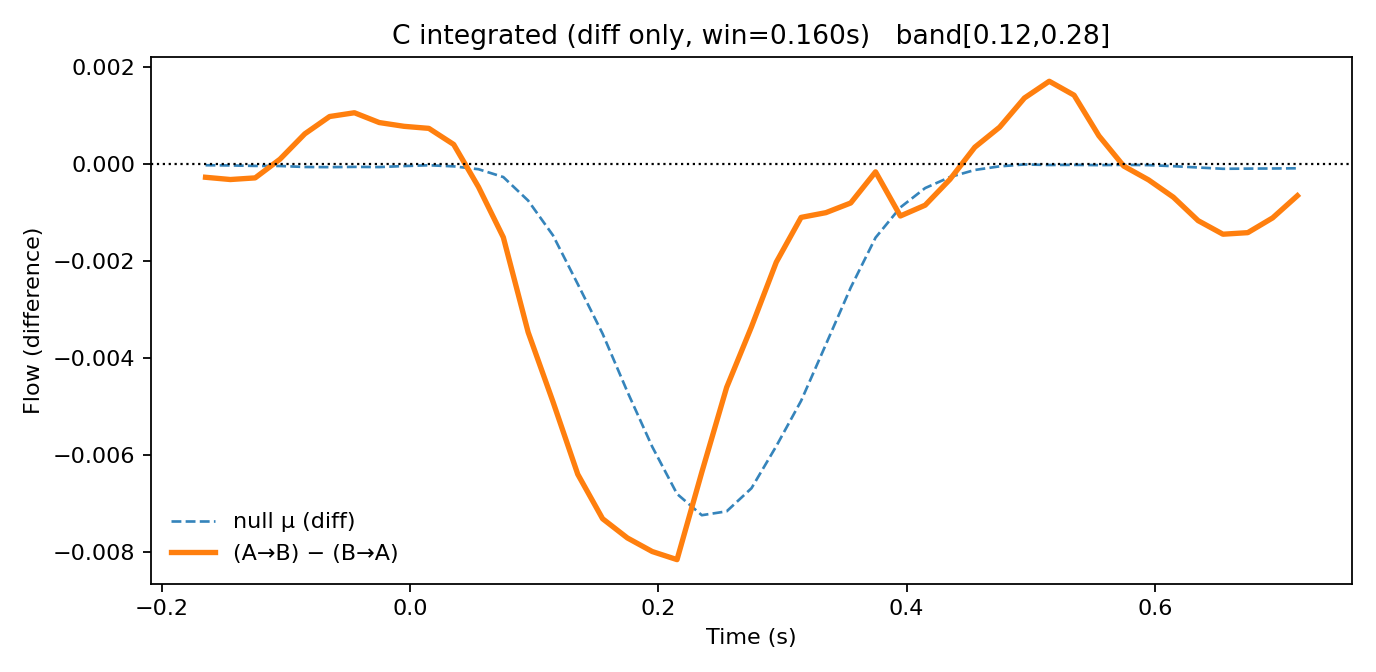 C integrated (diff only, win=0.160s)   band[0.12,0.28]
0.002
0.000
−0.002
−0.004
−0.006
−0.008
Flow (difference)
null μ (diff)
(A→B) − (B→A)
−0.2
0.0
0.2
0.4
0.6
Time (s)